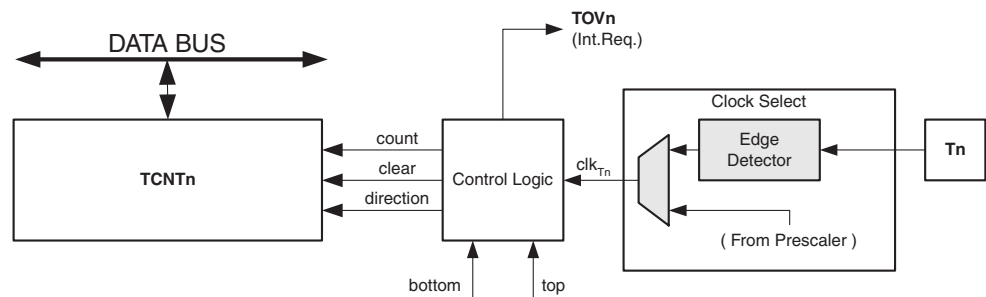 TOVn
(Int.Req.)
DATA BUS
Clock Select
count
Edge
Detector
Tn
TCNTn
clear
Control Logic
clkTn
direction
( From Prescaler )
bottom
top